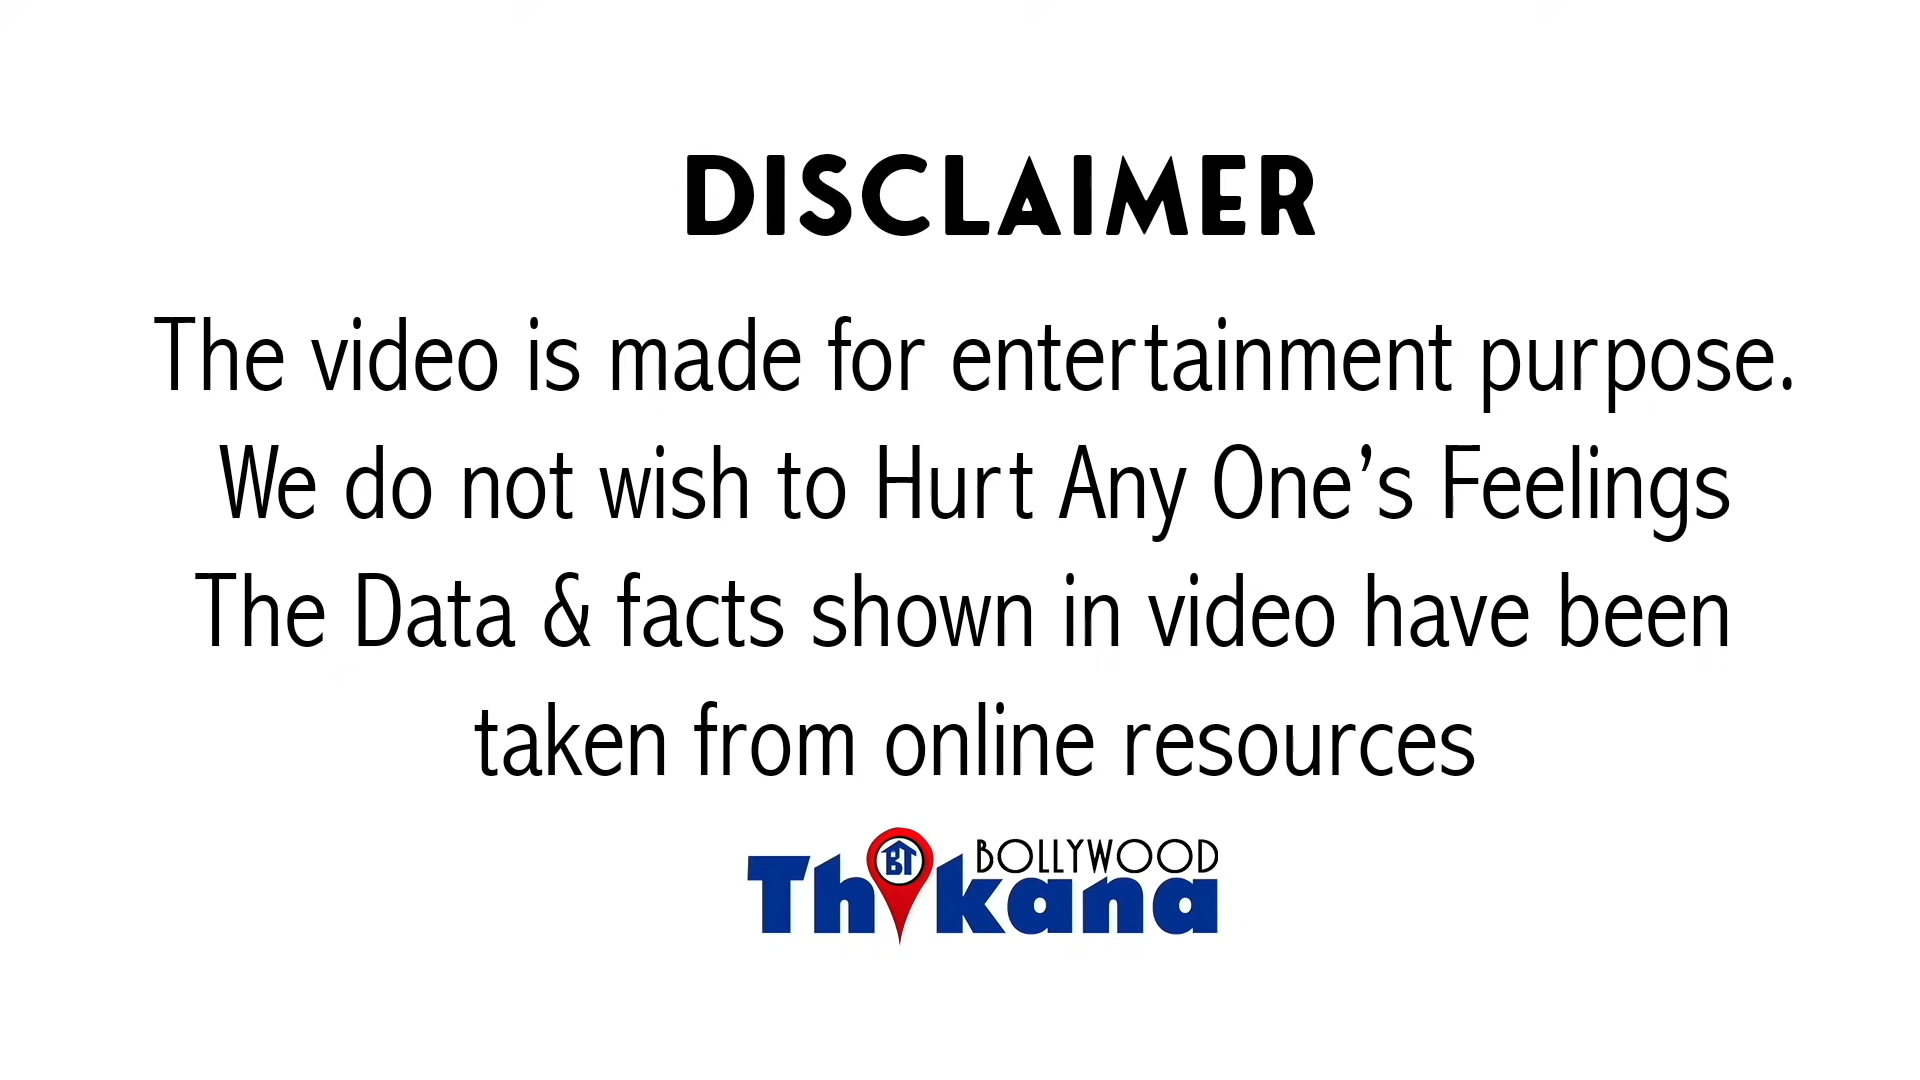 DISCLAIMER
The video is made for entertainment purpose.
We do not wish to Hurt Any One’s Feelings
The Data & facts shown in video have been
taken from online resources
BT BOLLYWOOD
Thikana